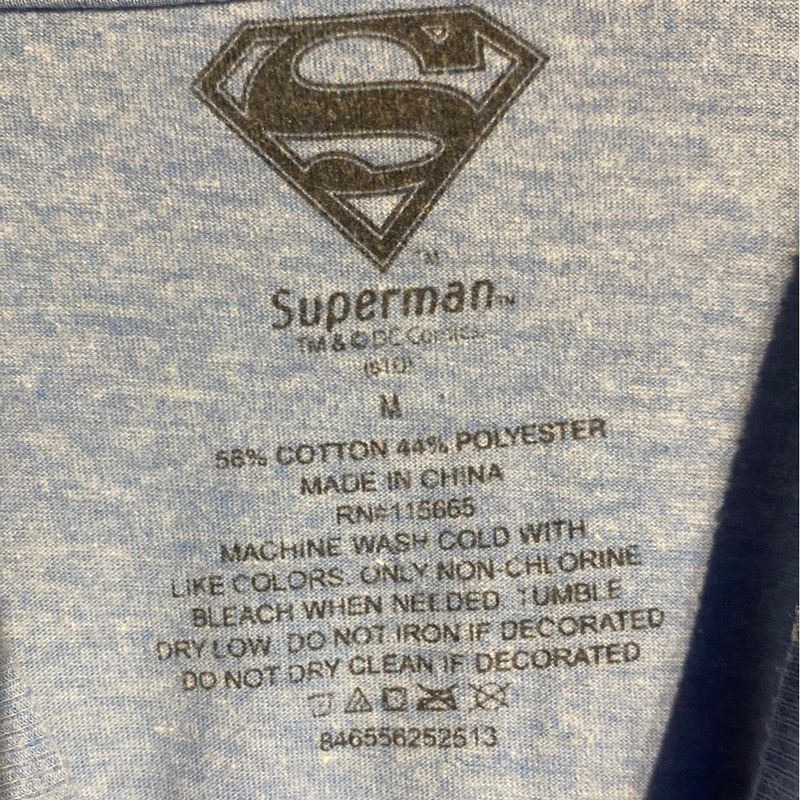 S
TM
Superman TM
TM & © DC Comics.
(s10)
M
56% COTTON 44% POLYESTER
MADE IN CHINA
RN#115665
MACHINE WASH COLD WITH
LIKE COLORS. ONLY NON-CHLORINE
BLEACH WHEN NEEDED. TUMBLE
DRY LOW. DO NOT IRON IF DECORATED
DO NOT DRY CLEAN IF DECORATED
846556252513